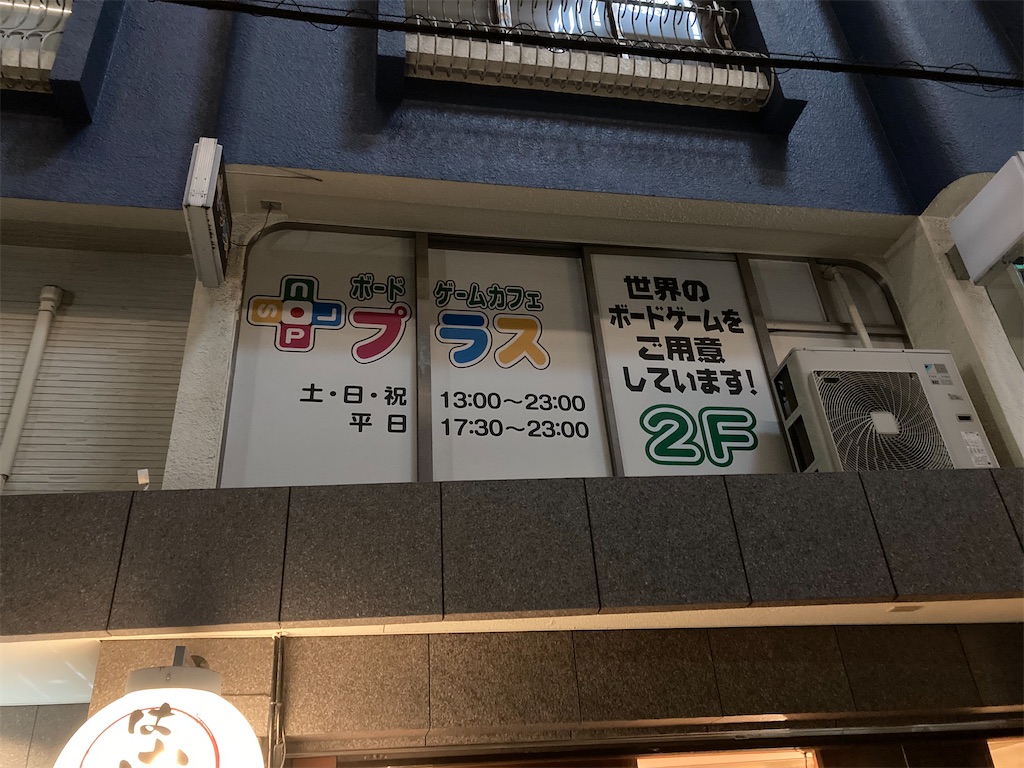 ボードゲームカフェ
プラス
土・日・祝 13:00～23:00
平日 17:30～23:00
世界の
ボードゲームを
ご用意
しています!
2F
は